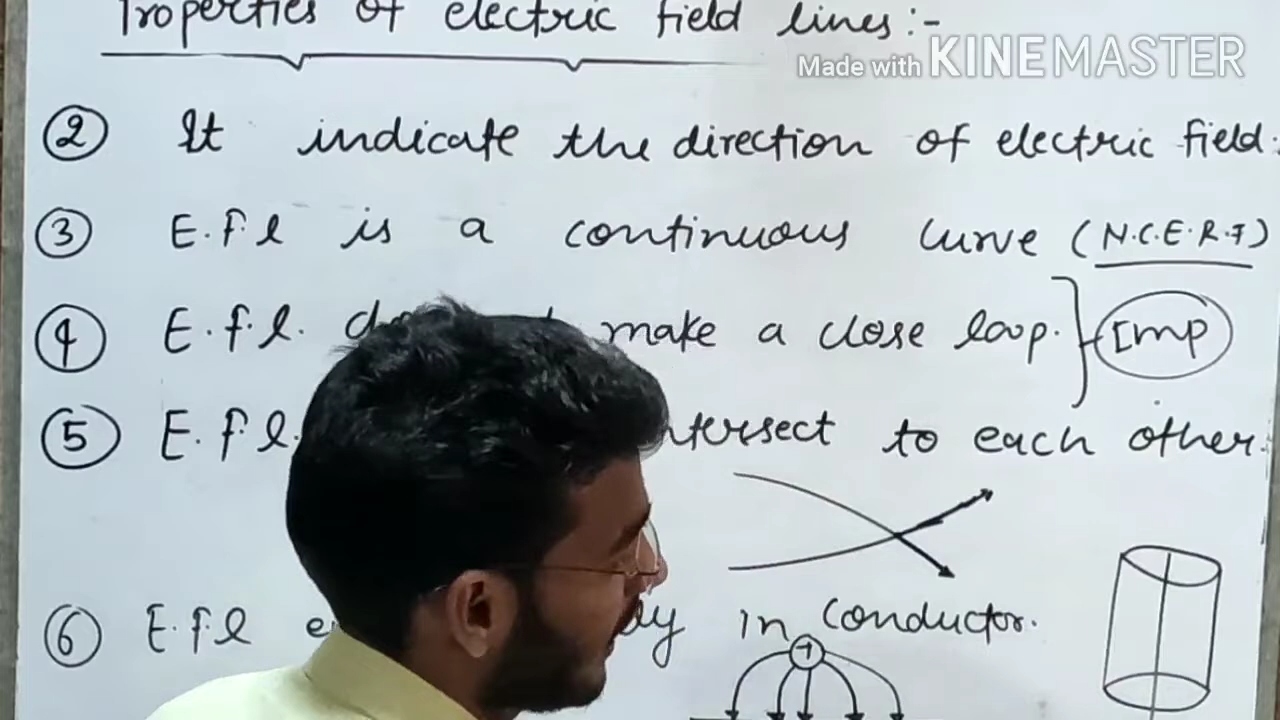 Properties of electric field lines :-
Made with KINEMASTER
② It indicate the direction of electric field.
③ E.F.l is a continuous curve (N.C.E.R.T)
④ E.f.l. make a close loop. } Imp
⑤ E.f.l. to each other.
⑥ E.f.l in conductor.
+